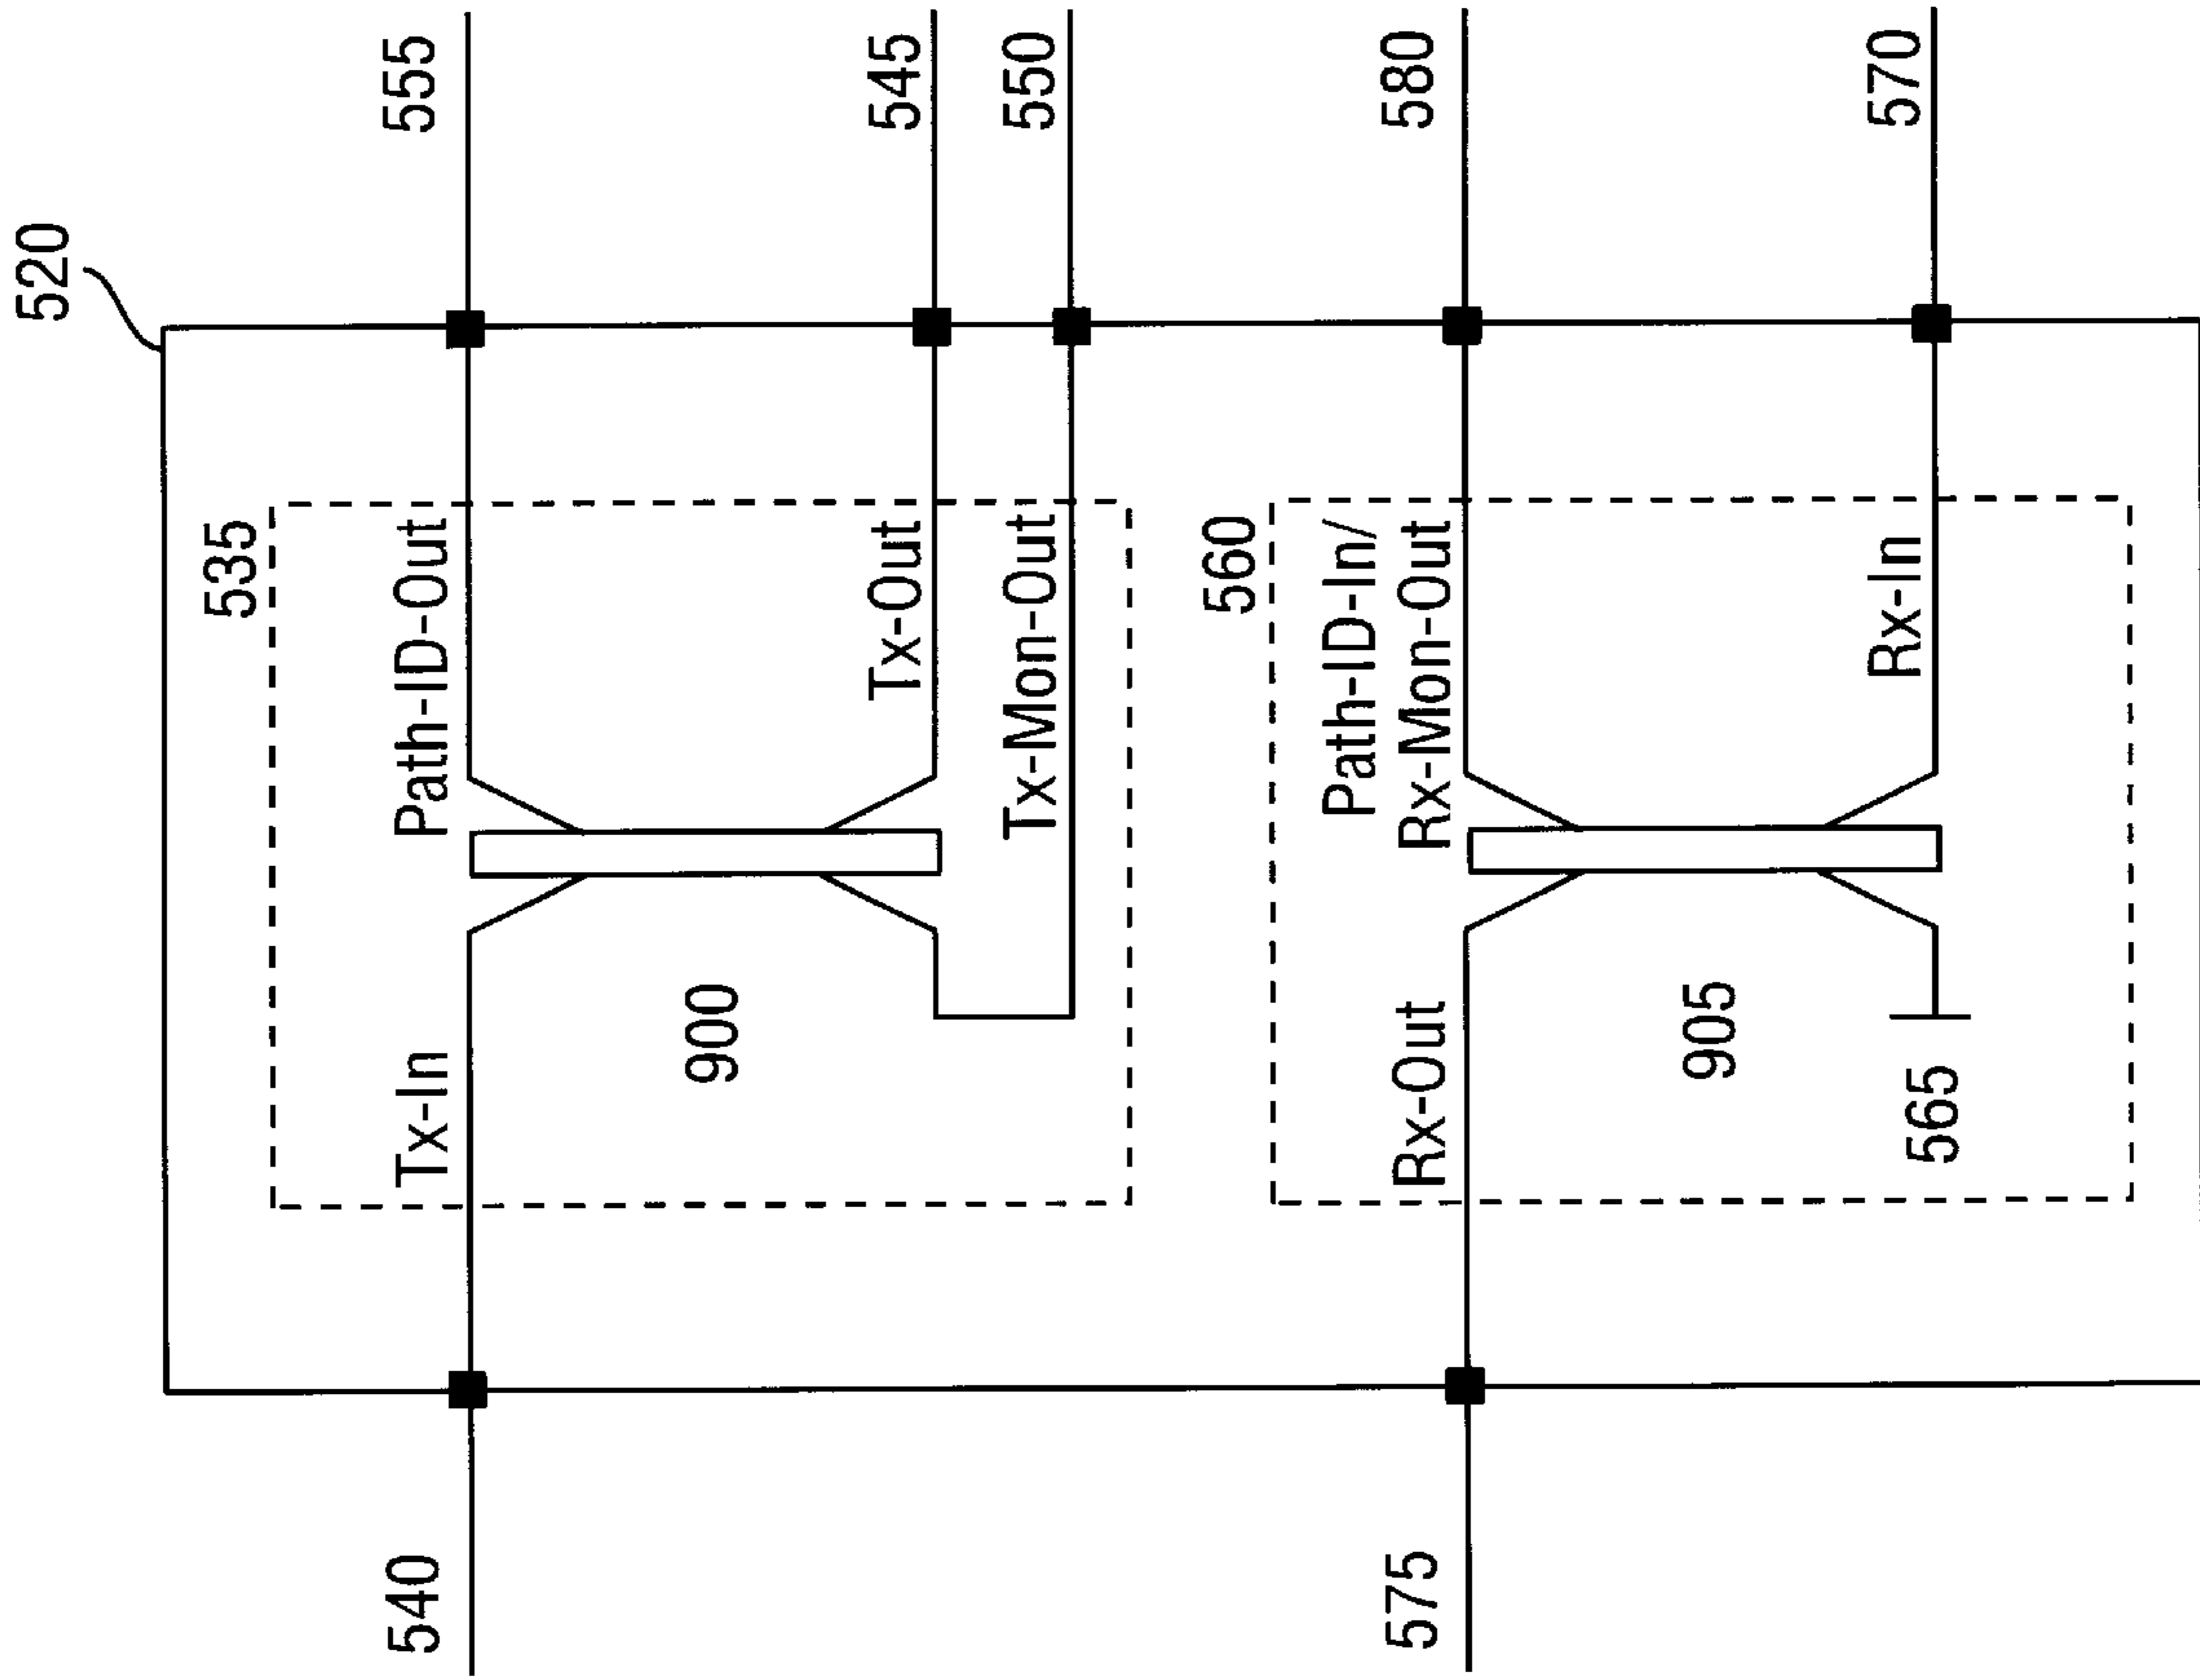 520
555
545
550
580
570
535
Path-ID-Out
Tx-Out
Tx-Mon-Out
560
Path-ID-In/
Rx-Mon-Out
Rx-In
Tx-In
900
Rx-Out
905
565
540
575